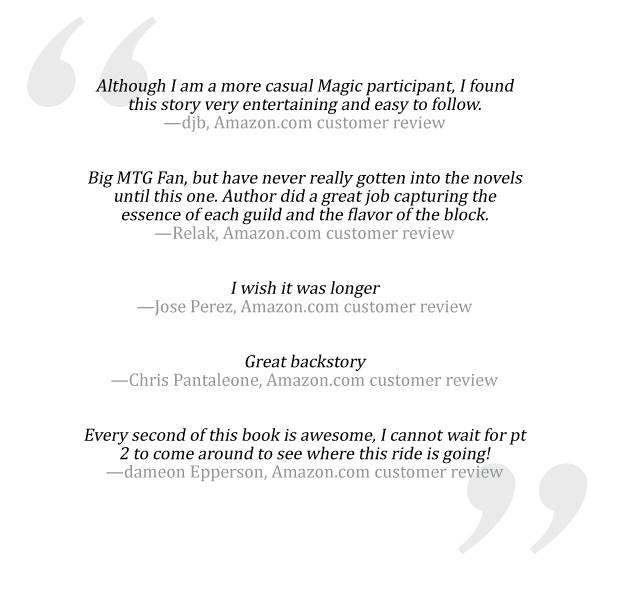 Although I am a more casual Magic participant, I found
this story very entertaining and easy to follow.
—djb, Amazon.com customer review
Big MTG Fan, but have never really gotten into the novels
until this one. Author did a great job capturing the
essence of each guild and the flavor of the block.
—Relak, Amazon.com customer review
I wish it was longer
—Jose Perez, Amazon.com customer review
Great backstory
—Chris Pantaleone, Amazon.com customer review
Every second of this book is awesome, I cannot wait for pt
2 to come around to see where this ride is going!
—dameon Epperson, Amazon.com customer review